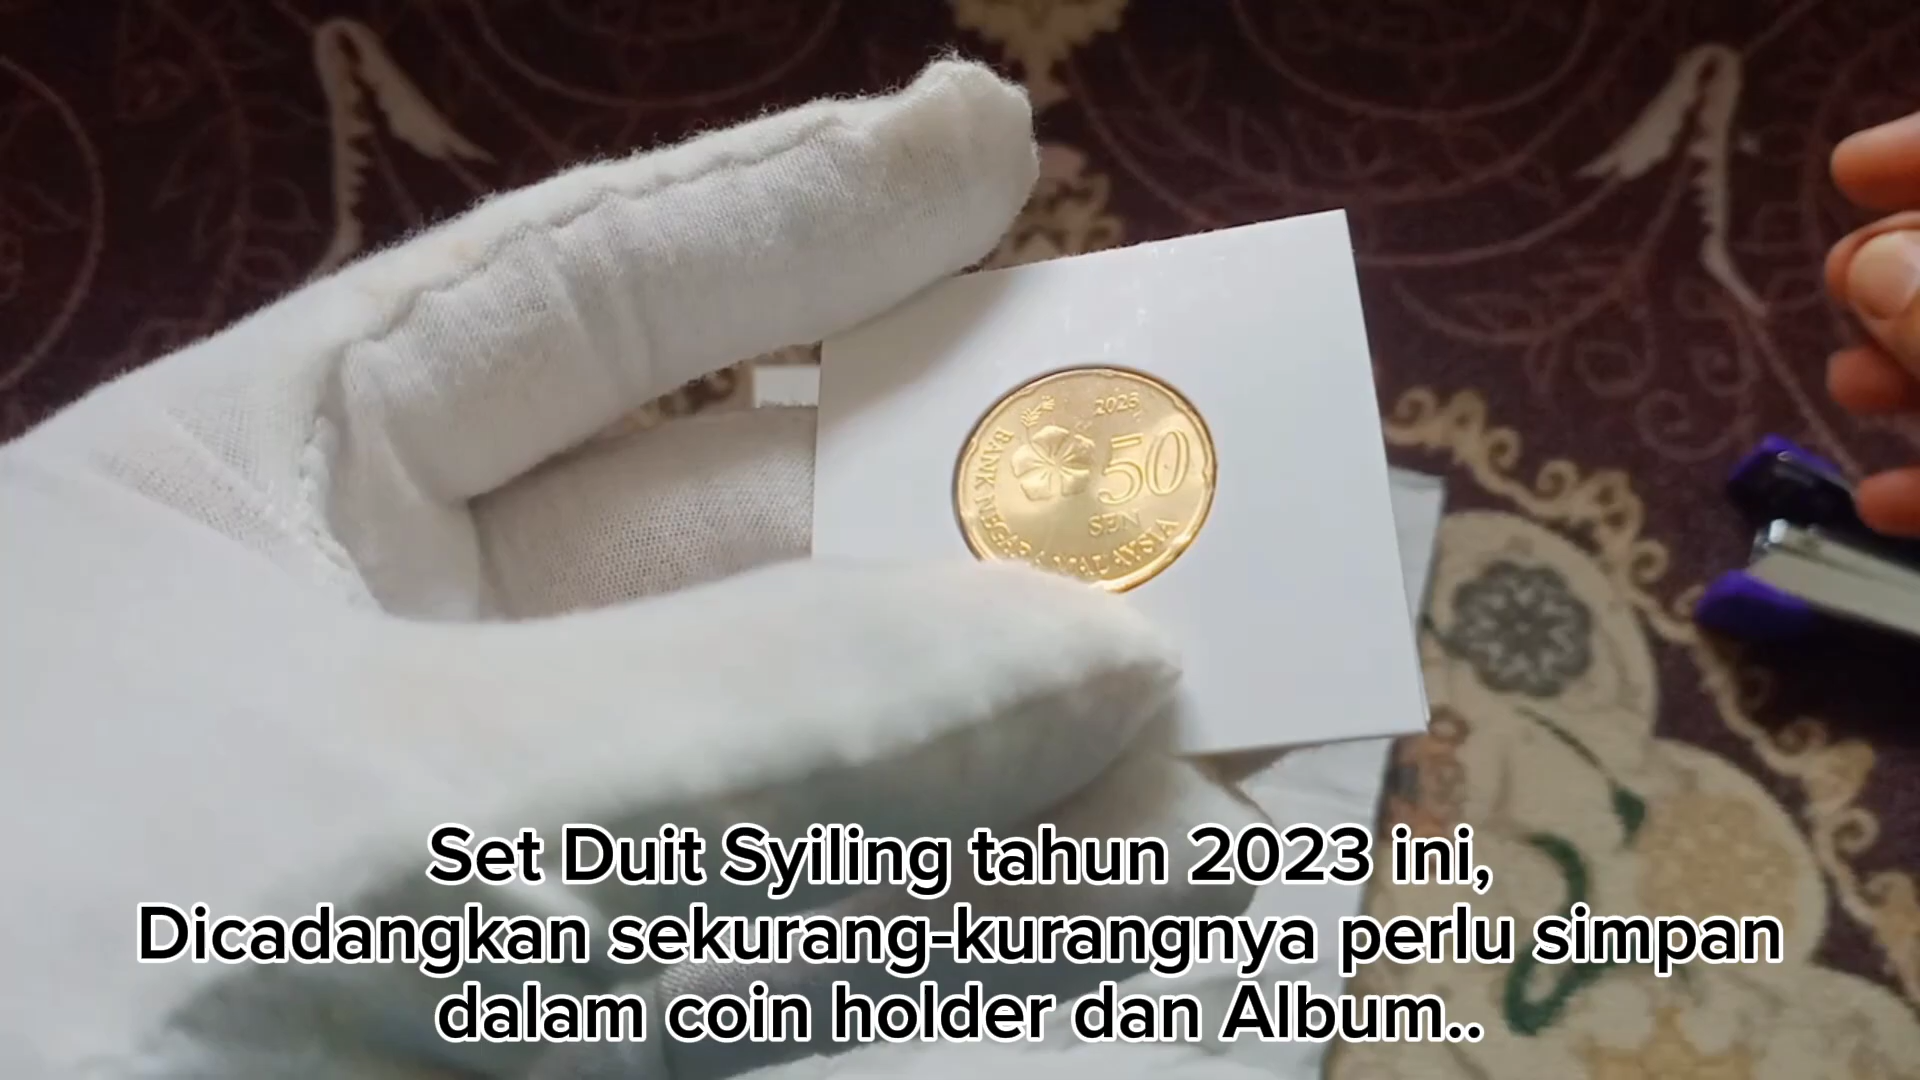 2023
50
SEN
BANK NEGARA MALAYSIA
Set Duit Syiling tahun 2023 ini,
Dicadangkan sekurang-kurangnya perlu simpan
dalam coin holder dan Album..